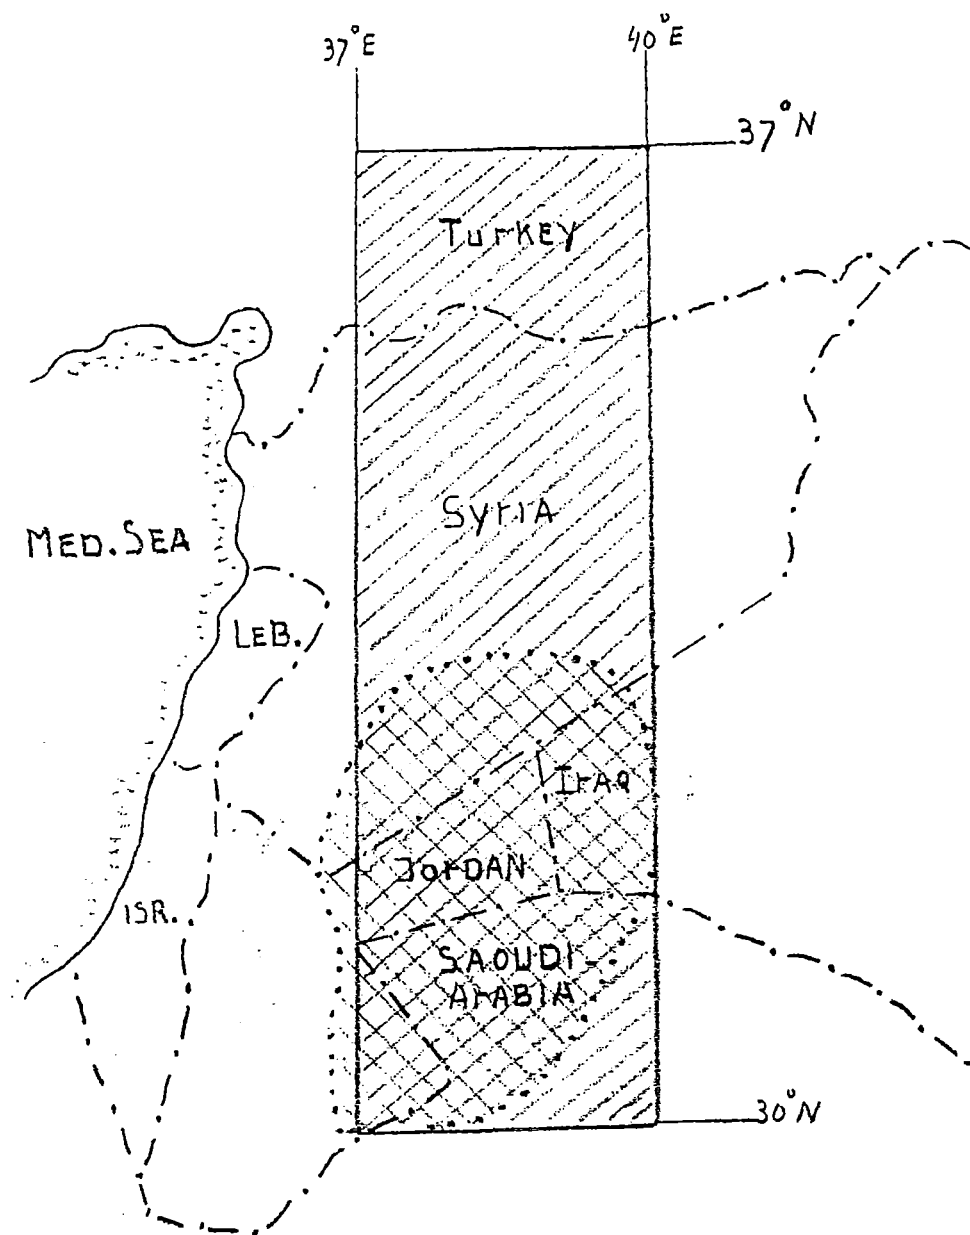 37°E
40°E
37°N
Turkey
Syria
MED. SEA
LEB.
IrAQ
JorDAN
ISR.
SAOUDI-
ArABIA
30°N